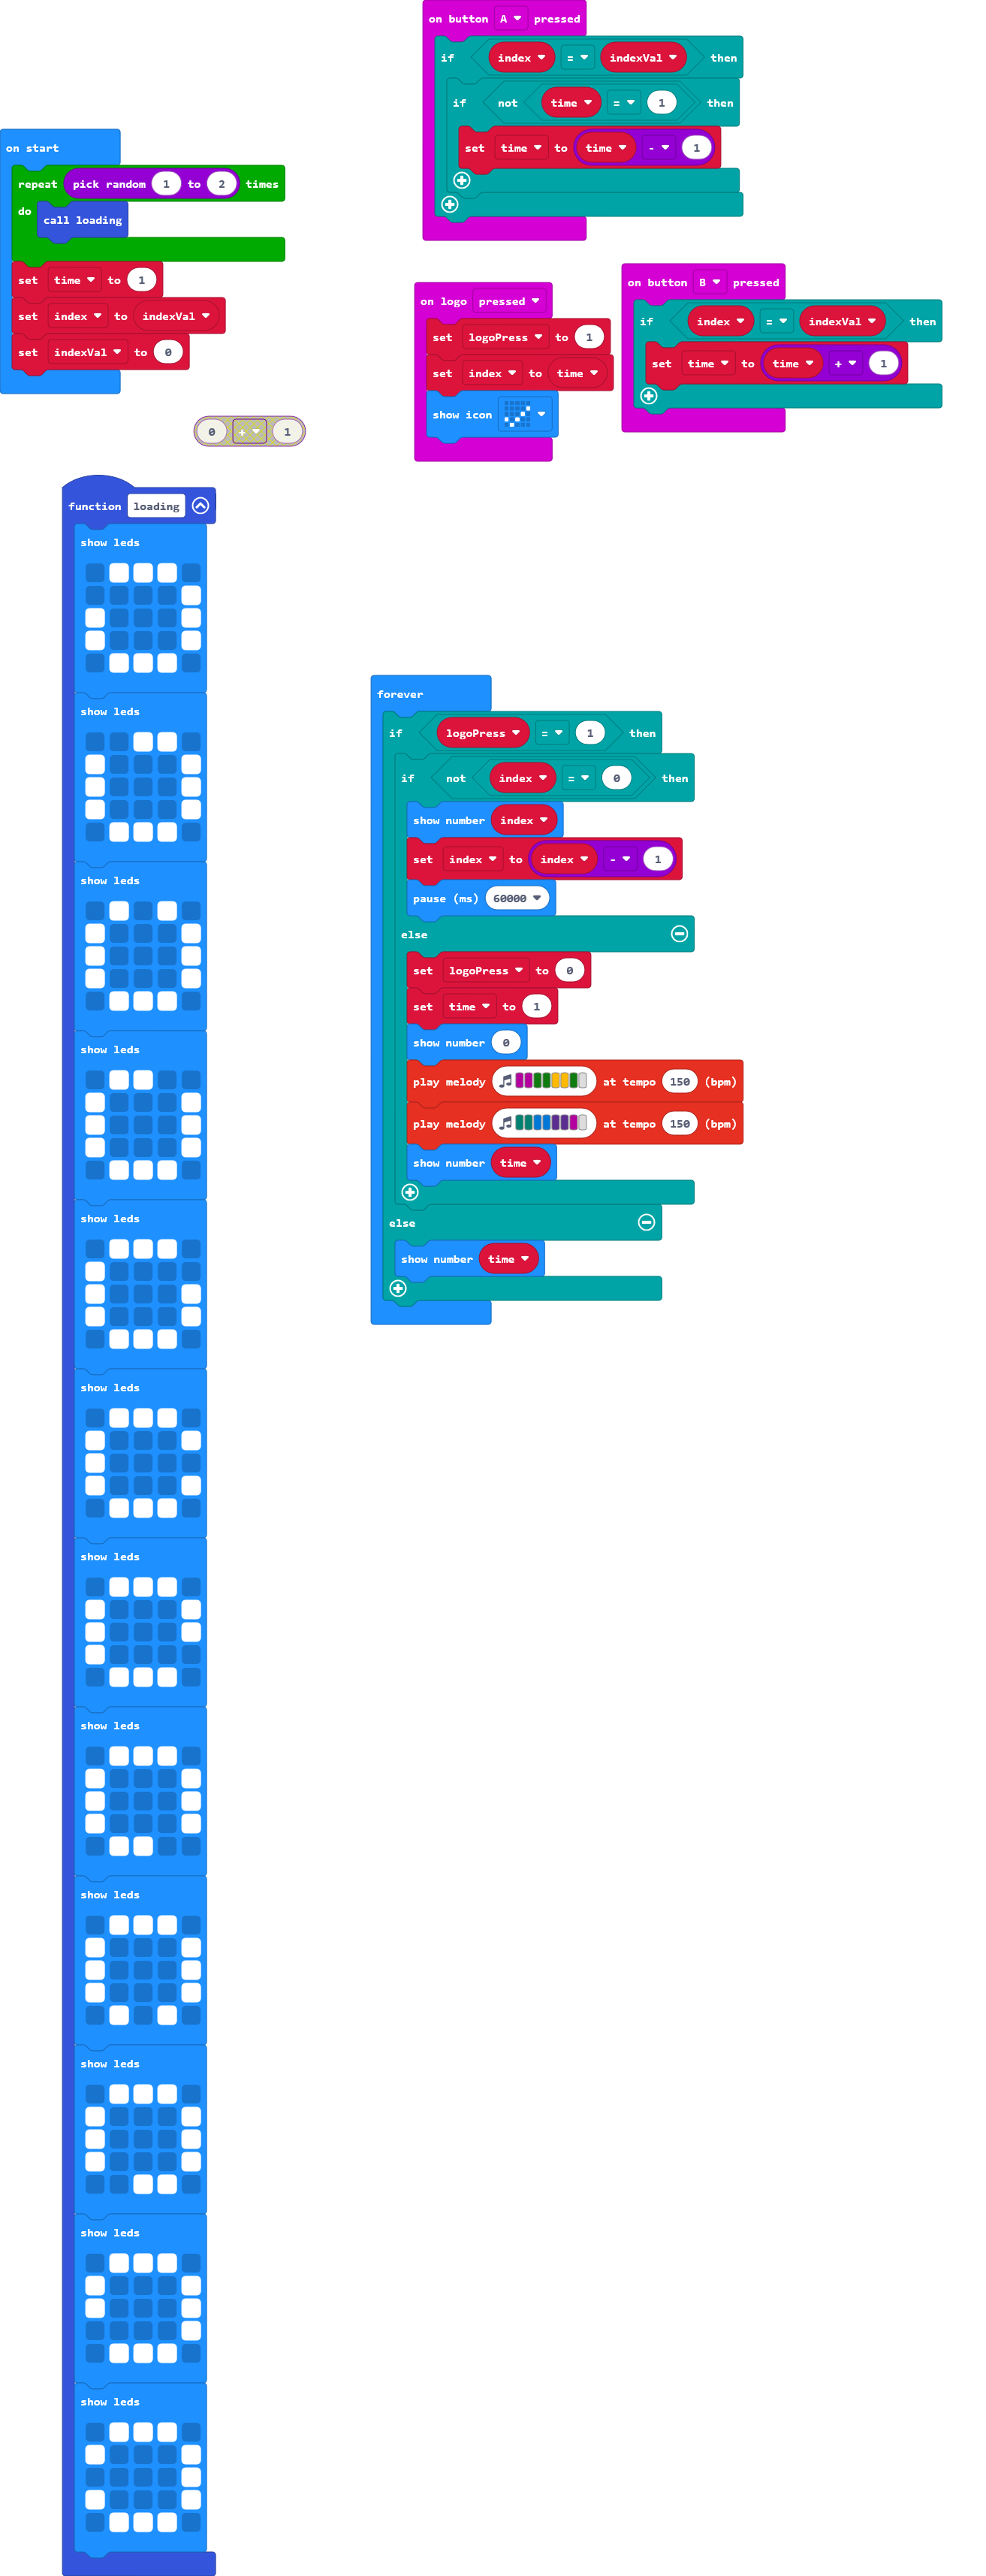 on start
repeat pick random 1 to 2 times
do
call loading
set time to 1
set index to indexVal
set indexVal to 0
0 + 1
on button A pressed
if index = indexVal then
if not time = 1 then
set time to time - 1
on logo pressed
set logoPress to 1
set index to time
show icon
on button B pressed
if index = indexVal then
set time to time + 1
function loading
show leds
show leds
show leds
show leds
show leds
show leds
show leds
show leds
show leds
show leds
show leds
show leds
forever
if logoPress = 1 then
if not index = 0 then
show number index
set index to index - 1
pause (ms) 60000
else
set logoPress to 0
set time to 1
show number 0
play melody at tempo 150 (bpm)
play melody at tempo 150 (bpm)
show number time
else
show number time